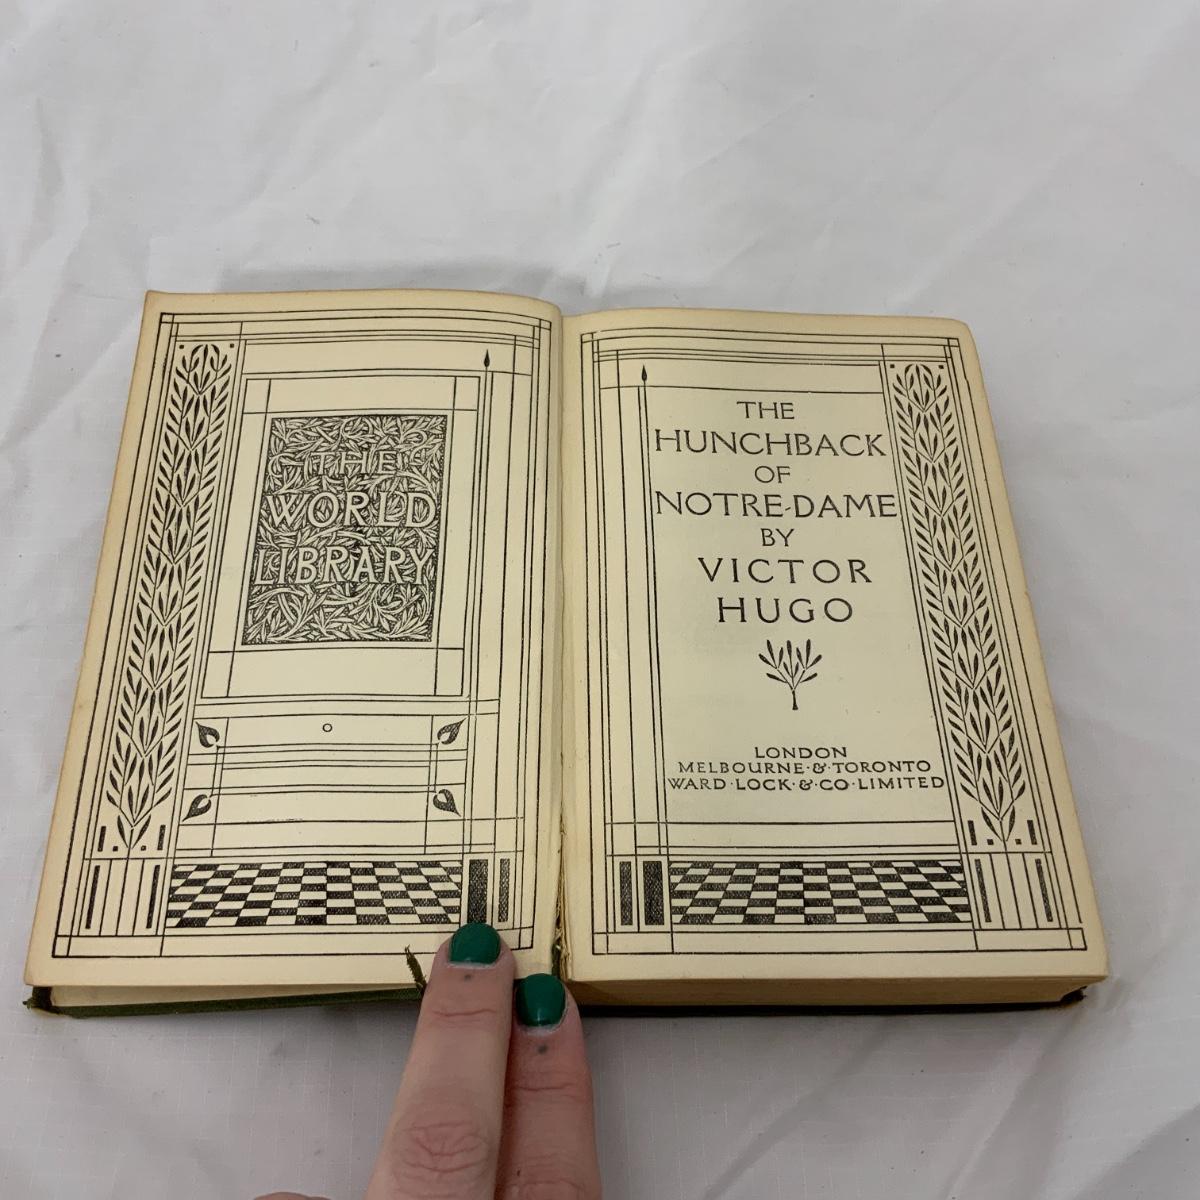 THE
WORLD
LIBRARY
THE
HUNCHBACK
OF
NOTRE-DAME
BY
VICTOR
HUGO
LONDON
MELBOURNE·&·TORONTO
WARD·LOCK·&·CO·LIMITED